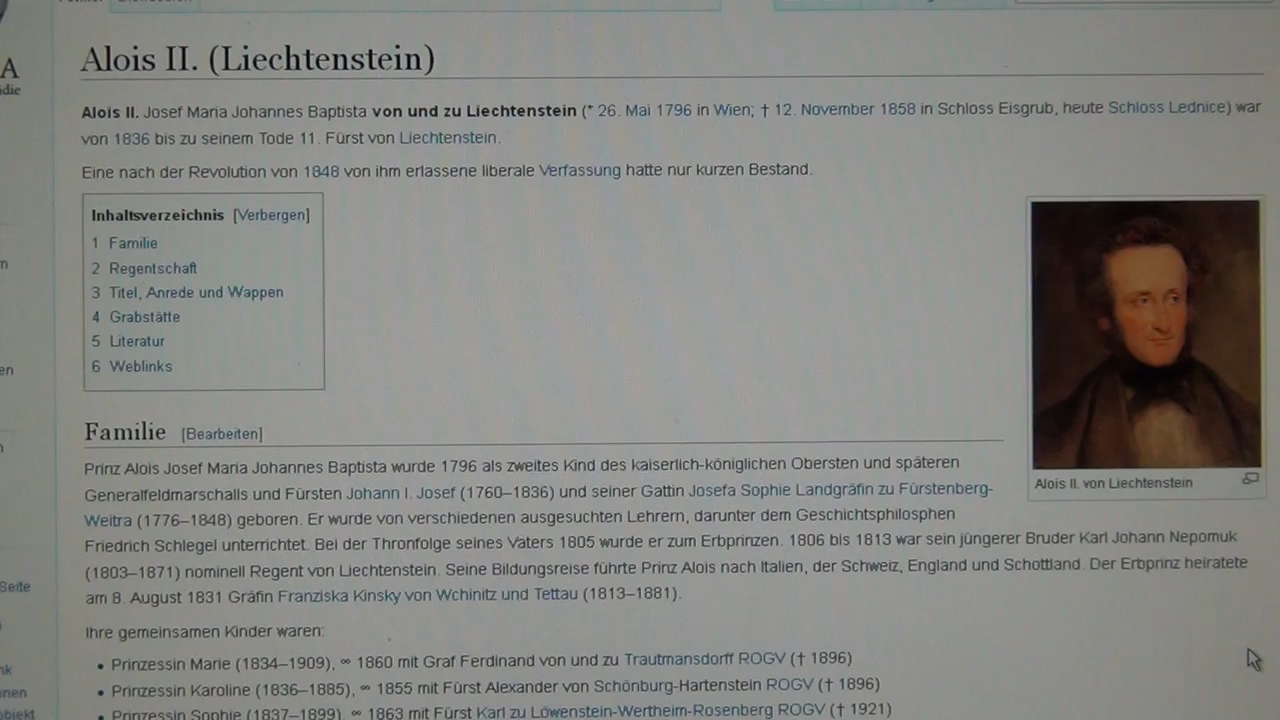 Alois II. (Liechtenstein)
Alois II. Josef Maria Johannes Baptista von und zu Liechtenstein (* 26. Mai 1796 in Wien; † 12. November 1858 in Schloss Eisgrub, heute Schloss Lednice) war
von 1836 bis zu seinem Tode 11. Fürst von Liechtenstein.
Eine nach der Revolution von 1848 von ihm erlassene liberale Verfassung hatte nur kurzen Bestand.
Inhaltsverzeichnis [Verbergen]
1 Familie
2 Regentschaft
3 Titel, Anrede und Wappen
4 Grabstätte
5 Literatur
6 Weblinks
Alois II. von Liechtenstein
Familie [Bearbeiten]
Prinz Alois Josef Maria Johannes Baptista wurde 1796 als zweites Kind des kaiserlich-königlichen Obersten und späteren
Generalfeldmarschalls und Fürsten Johann I. Josef (1760–1836) und seiner Gattin Josefa Sophie Landgräfin zu Fürstenberg-
Weitra (1776–1848) geboren. Er wurde von verschiedenen ausgesuchten Lehrern, darunter dem Geschichtsphilosphen
Friedrich Schlegel unterrichtet. Bei der Thronfolge seines Vaters 1805 wurde er zum Erbprinzen. 1806 bis 1813 war sein jüngerer Bruder Karl Johann Nepomuk
(1803–1871) nominell Regent von Liechtenstein. Seine Bildungsreise führte Prinz Alois nach Italien, der Schweiz, England und Schottland. Der Erbprinz heiratete
am 8. August 1831 Gräfin Franziska Kinsky von Wchinitz und Tettau (1813–1881).
Ihre gemeinsamen Kinder waren:
• Prinzessin Marie (1834–1909), ∞ 1860 mit Graf Ferdinand von und zu Trautmansdorff ROGV († 1896)
• Prinzessin Karoline (1836–1885), ∞ 1855 mit Fürst Alexander von Schönburg-Hartenstein ROGV († 1896)
• Prinzessin Sophie (1837–1899), ∞ 1863 mit Fürst Karl zu Löwenstein-Wertheim-Rosenberg ROGV († 1921)
A
Seite